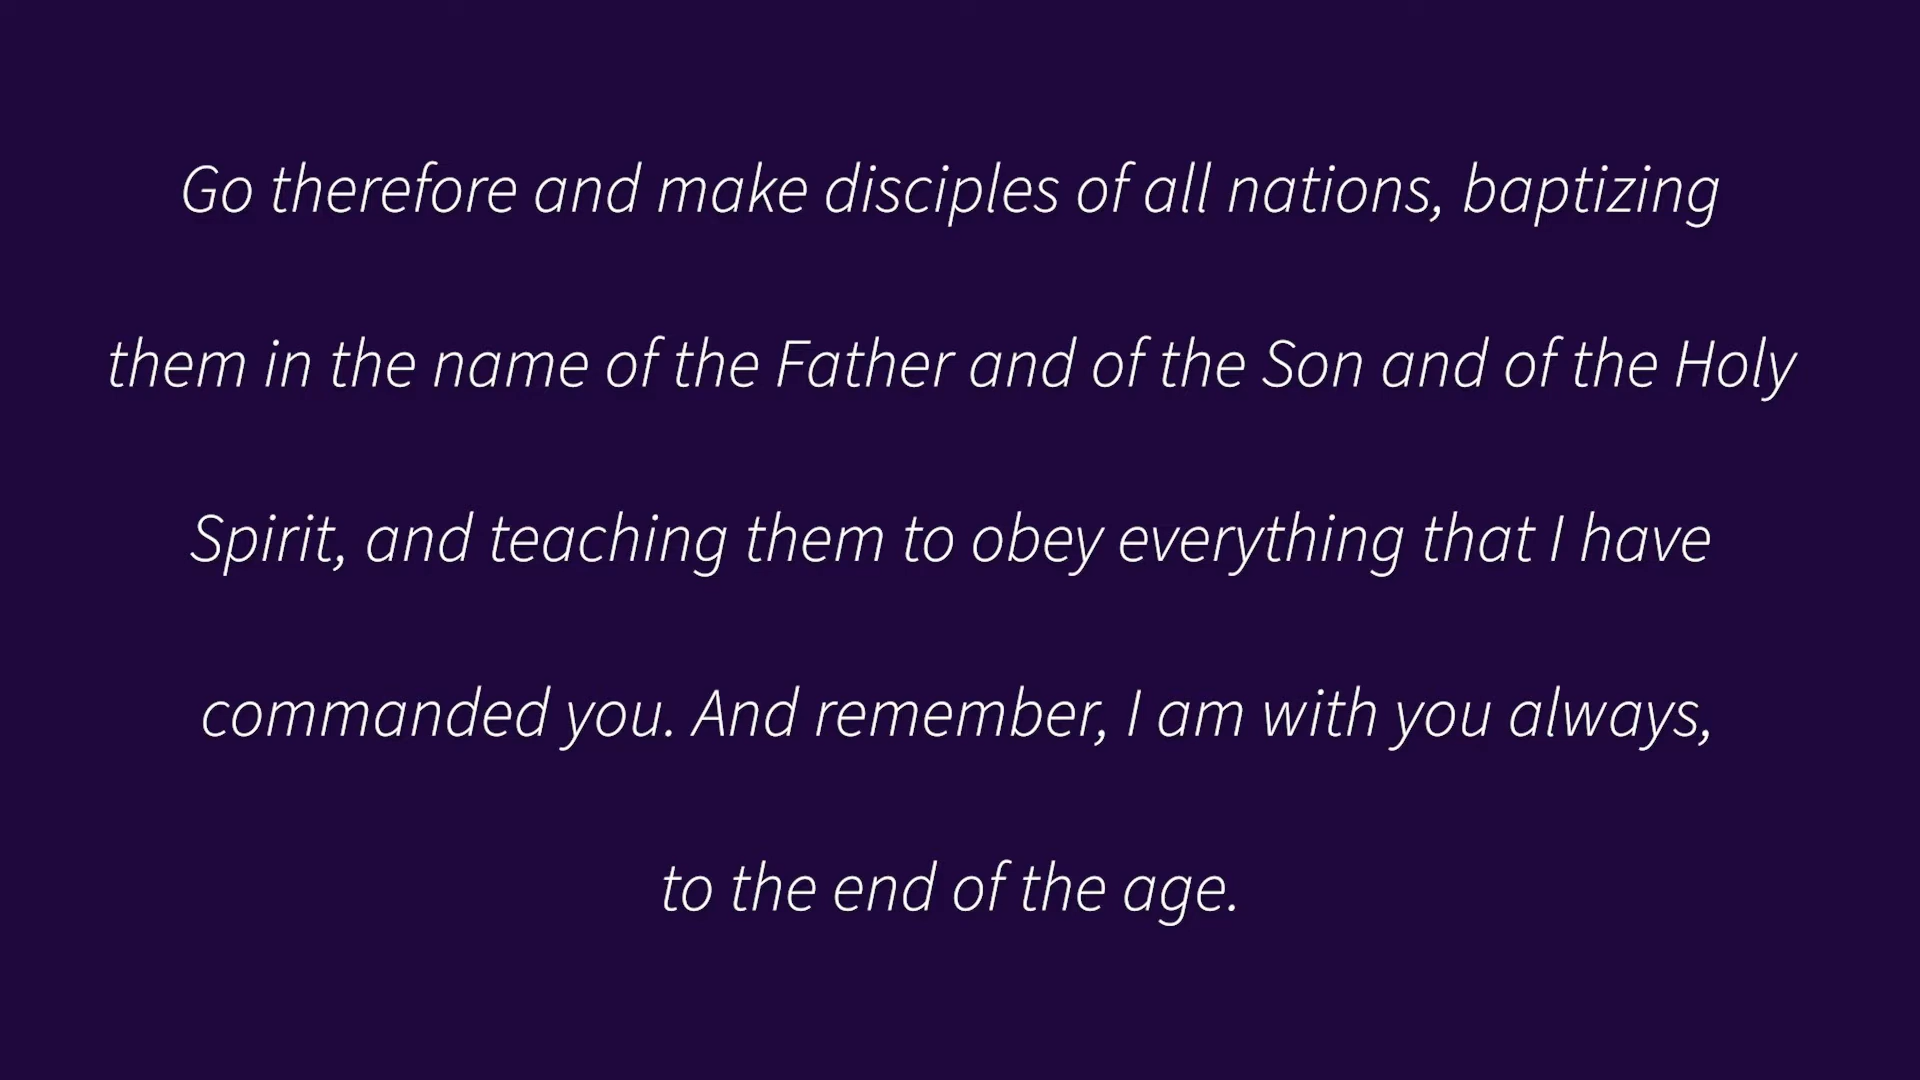 Go therefore and make disciples of all nations, baptizing
them in the name of the Father and of the Son and of the Holy
Spirit, and teaching them to obey everything that I have
commanded you. And remember, I am with you always,
to the end of the age.